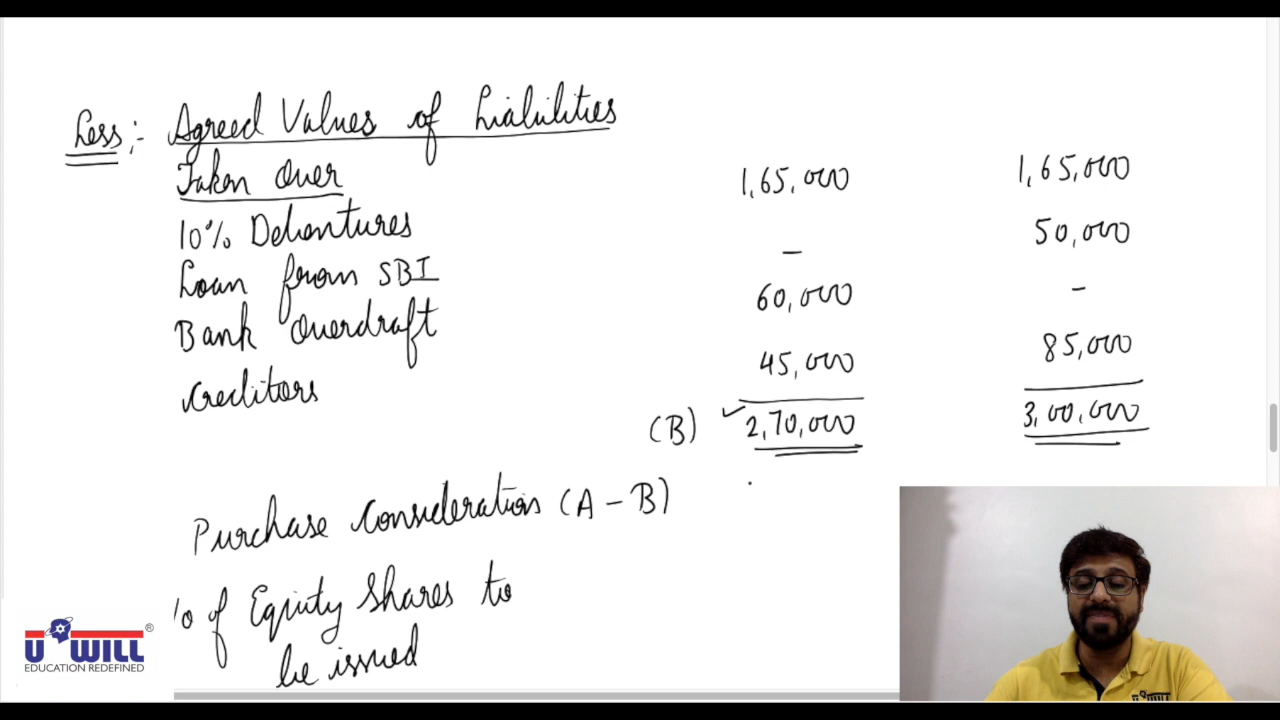 Less :- Agreed Values of Liabilities
Taken Over 1,65,000 1,65,000
10% Debentures 50,000
Loan from SBI – –
Bank Overdraft 60,000
Creditors 45,000 85,000
(B) ✓ 2,70,000 3,00,000
Purchase Consideration (A – B)
% of Equity Shares to
be issued
U WILL ®
EDUCATION REDEFINED
U WILL